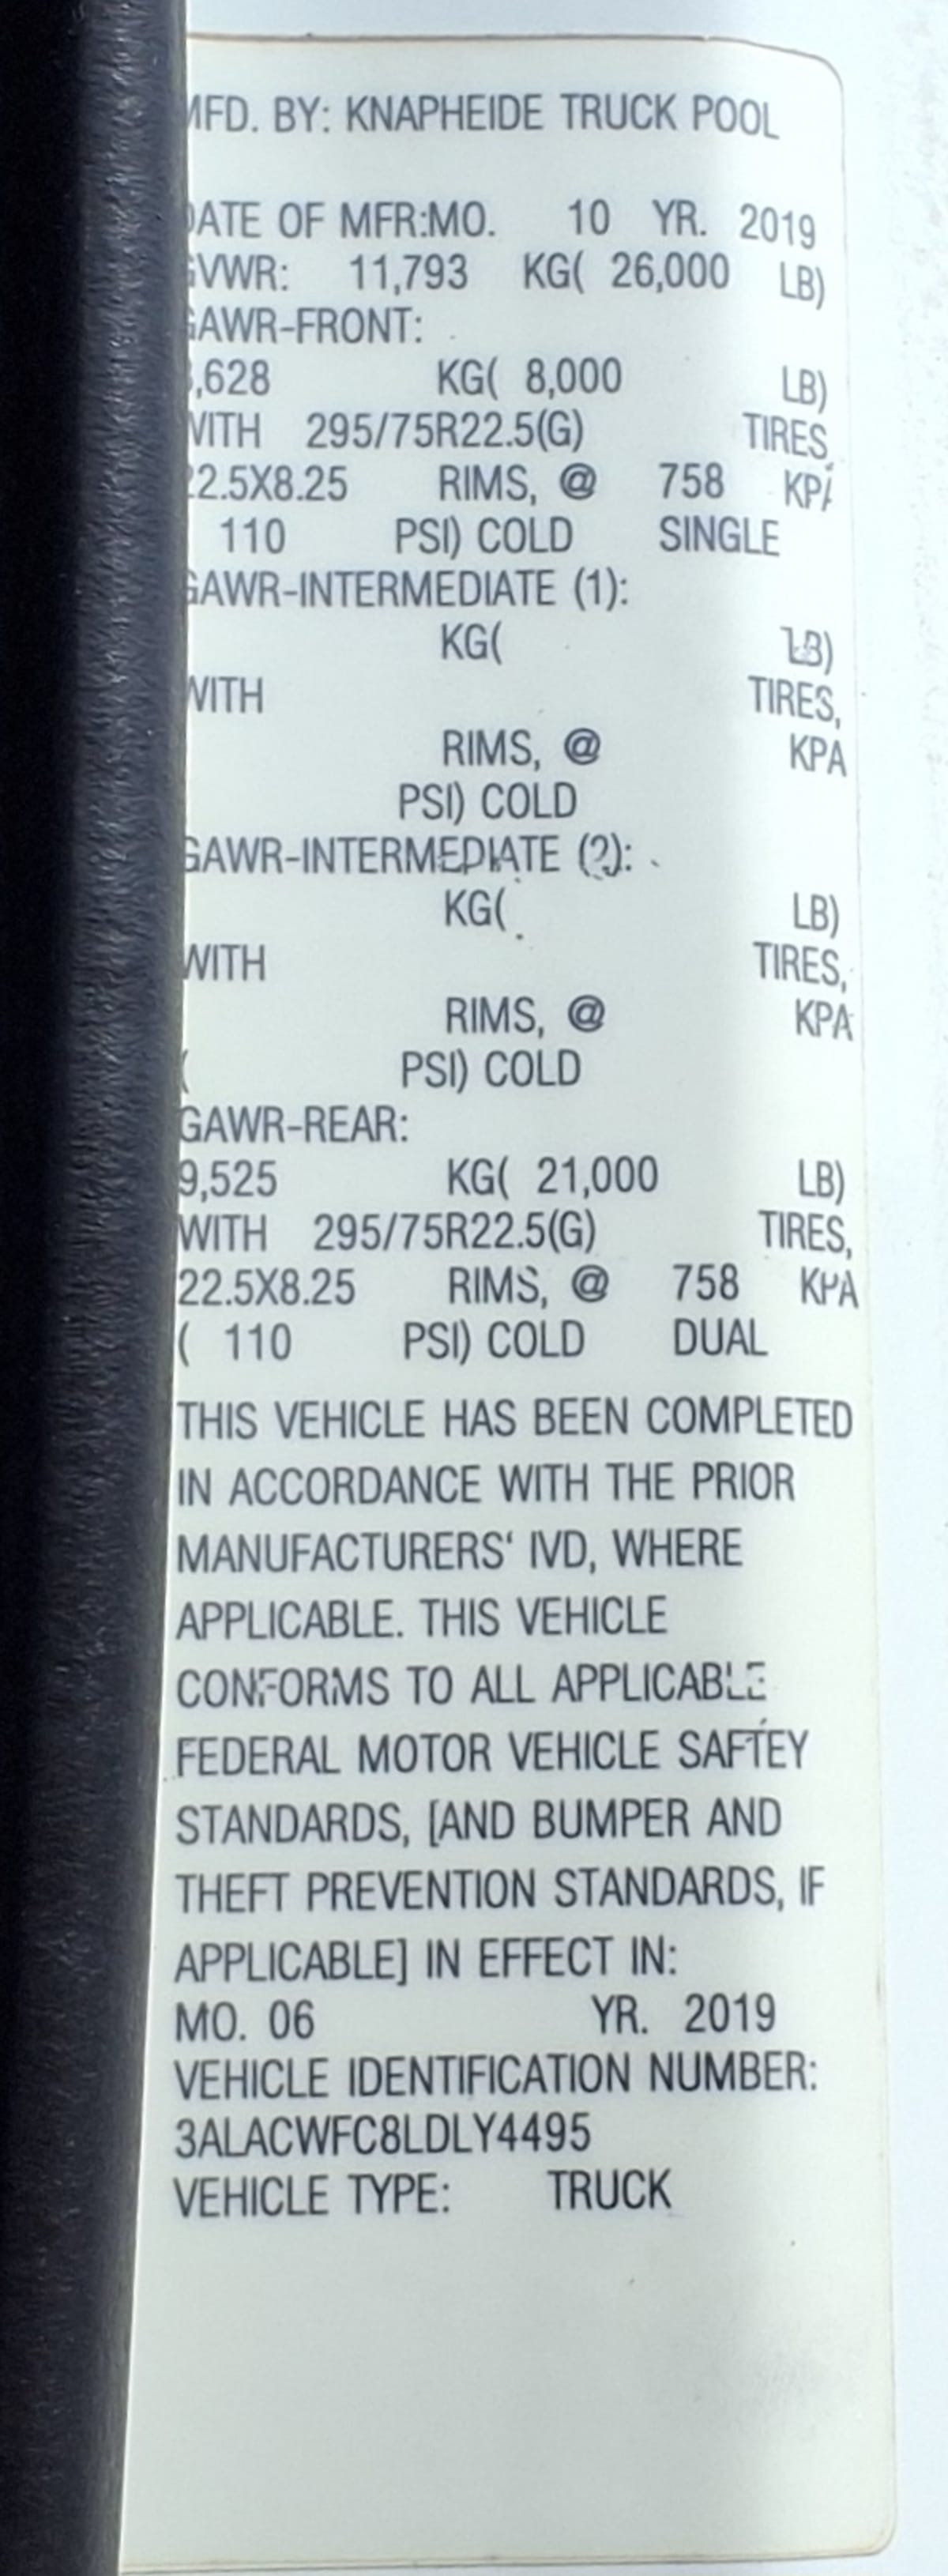 MFD. BY: KNAPHEIDE TRUCK POOL
DATE OF MFR:MO. 10 YR. 2019
GVWR: 11,793 KG( 26,000 LB)
GAWR-FRONT:
,628 KG( 8,000 LB)
WITH 295/75R22.5(G) TIRES,
22.5X8.25 RIMS, @ 758 KPA
110 PSI) COLD SINGLE
GAWR-INTERMEDIATE (1):
KG( LB)
WITH TIRES,
RIMS, @ KPA
PSI) COLD
GAWR-INTERMEDIATE (2):
KG( LB)
WITH TIRES,
RIMS, @ KPA
( PSI) COLD
GAWR-REAR:
9,525 KG( 21,000 LB)
WITH 295/75R22.5(G) TIRES,
22.5X8.25 RIMS, @ 758 KPA
( 110 PSI) COLD DUAL
THIS VEHICLE HAS BEEN COMPLETED
IN ACCORDANCE WITH THE PRIOR
MANUFACTURERS' IVD, WHERE
APPLICABLE. THIS VEHICLE
CONFORMS TO ALL APPLICABLE
FEDERAL MOTOR VEHICLE SAFTEY
STANDARDS, [AND BUMPER AND
THEFT PREVENTION STANDARDS, IF
APPLICABLE] IN EFFECT IN:
MO. 06 YR. 2019
VEHICLE IDENTIFICATION NUMBER:
3ALACWFC8LDLY4495
VEHICLE TYPE: TRUCK